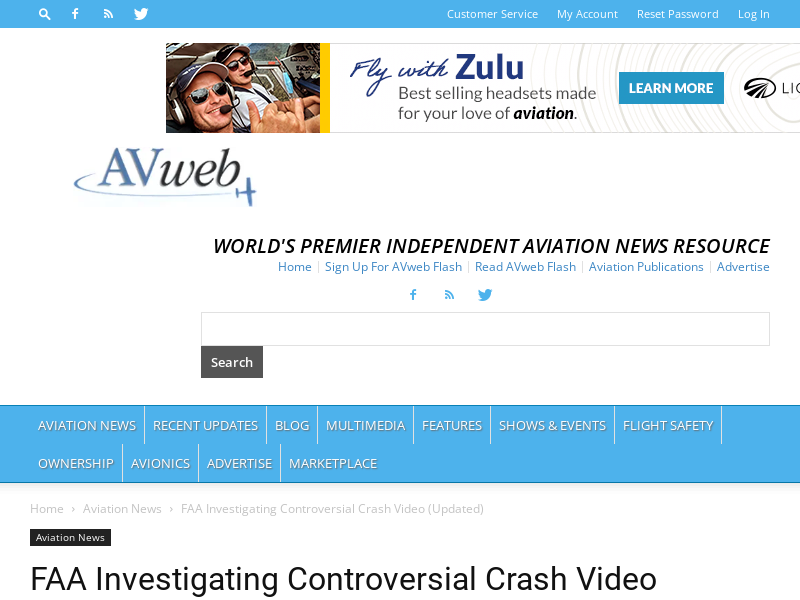 Customer Service My Account Reset Password Log In
Fly with Zulu
Best selling headsets made
for your love of aviation.
LEARN MORE
AVweb
WORLD'S PREMIER INDEPENDENT AVIATION NEWS RESOURCE
Home Sign Up For AVweb Flash Read AVweb Flash Aviation Publications Advertise
Search
AVIATION NEWS RECENT UPDATES BLOG MULTIMEDIA FEATURES SHOWS & EVENTS FLIGHT SAFETY
OWNERSHIP AVIONICS ADVERTISE MARKETPLACE
Home › Aviation News › FAA Investigating Controversial Crash Video (Updated)
Aviation News
FAA Investigating Controversial Crash Video